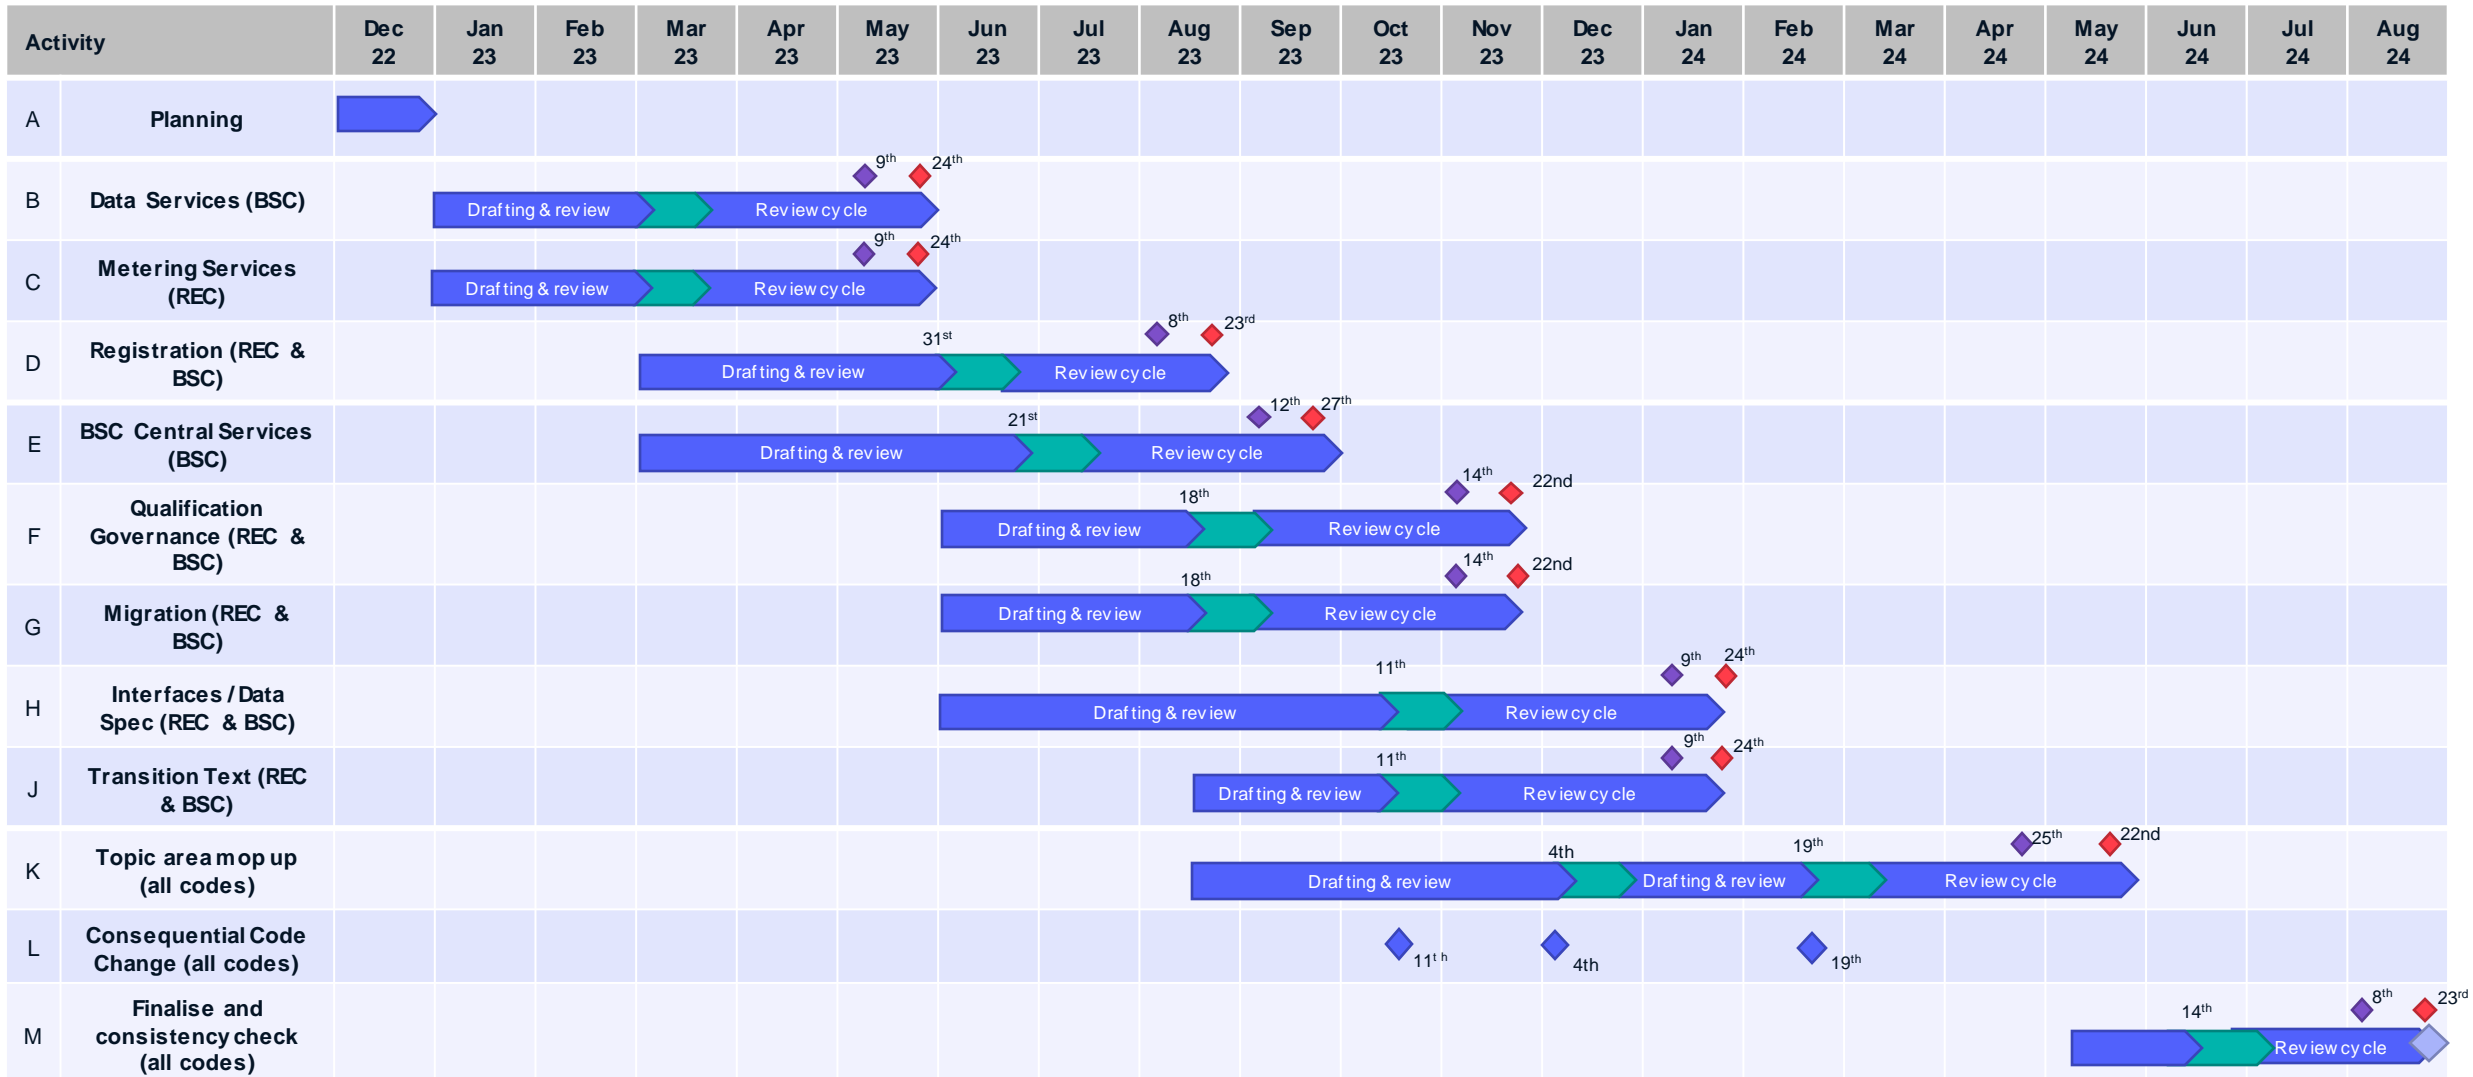 Activity
Dec 22
Jan 23
Feb 23
Mar 23
Apr 23
May 23
Jun 23
Jul 23
Aug 23
Sep 23
Oct 23
Nov 23
Dec 23
Jan 24
Feb 24
Mar 24
Apr 24
May 24
Jun 24
Jul 24
Aug 24
A
Planning
B
Data Services (BSC)
9th
24th
Drafting & review
Review cycle
C
Metering Services
(REC)
9th
24th
Drafting & review
Review cycle
D
Registration (REC &
BSC)
31st
8th
23rd
Drafting & review
Review cycle
E
BSC Central Services
(BSC)
21st
12th
27th
Drafting & review
Review cycle
F
Qualification
Governance (REC &
BSC)
18th
14th
22nd
Drafting & review
Review cycle
G
Migration (REC &
BSC)
18th
14th
22nd
Drafting & review
Review cycle
H
Interfaces / Data
Spec (REC & BSC)
11th
9th
24th
Drafting & review
Review cycle
J
Transition Text (REC
& BSC)
11th
9th
24th
Drafting & review
Review cycle
K
Topic area mop up
(all codes)
4th
19th
25th
22nd
Drafting & review
Drafting & review
Review cycle
L
Consequential Code
Change (all codes)
11th
4th
19th
M
Finalise and
consistency check
(all codes)
14th
8th
23rd
Review cycle